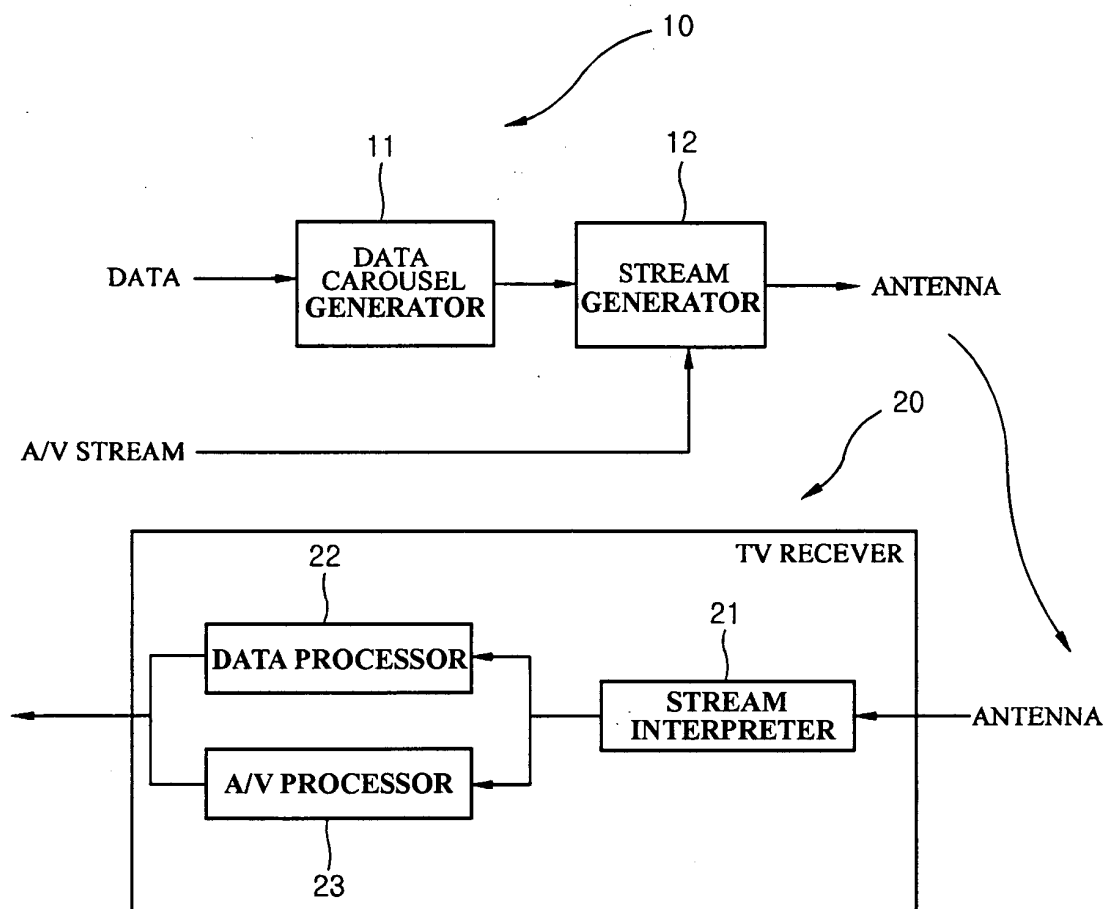 10
11
12
DATA
DATA
CAROUSEL
GENERATOR
STREAM
GENERATOR
ANTENNA
A/V STREAM
20
TV RECEVER
22
21
DATA PROCESSOR
STREAM
INTERPRETER
ANTENNA
A/V PROCESSOR
23